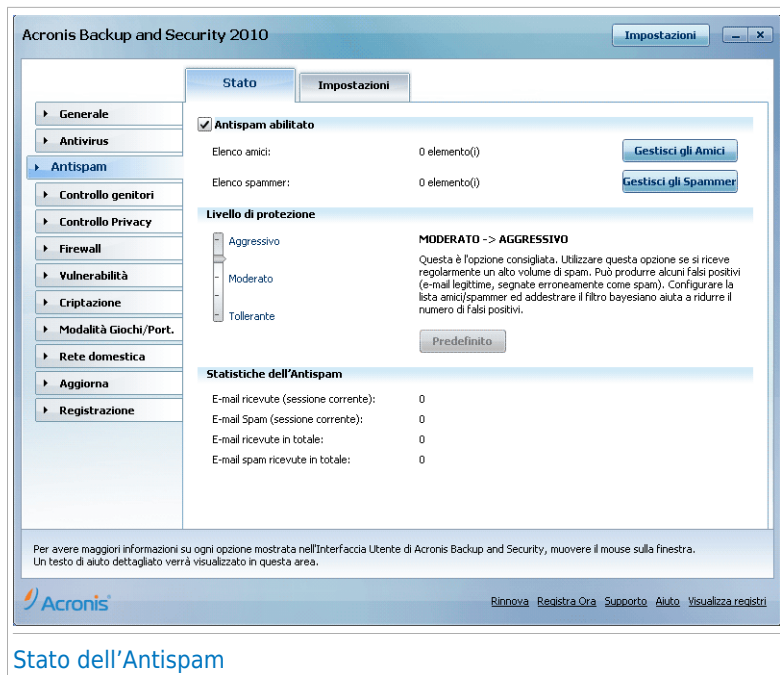 Acronis Backup and Security 2010
Impostazioni
Stato
Impostazioni
Generale
Antivirus
Antispam
Controllo genitori
Controllo Privacy
Firewall
Vulnerabilità
Criptazione
Modalità Giochi/Port.
Rete domestica
Aggiorna
Registrazione
Antispam abilitato
Elenco amici: 0 elemento(i) Gestisci gli Amici
Elenco spammer: 0 elemento(i) Gestisci gli Spammer
Livello di protezione
Aggressivo
Moderato
Tollerante
MODERATO -> AGGRESSIVO
Questa è l'opzione consigliata. Utilizzare questa opzione se si riceve
regolarmente un alto volume di spam. Può produrre alcuni falsi positivi
(e-mail legittime, segnate erroneamente come spam). Configurare la
lista amici/spammer ed addestrare il filtro bayesiano aiuta a ridurre il
numero di falsi positivi.
Predefinito
Statistiche dell'Antispam
E-mail ricevute (sessione corrente): 0
E-mail Spam (sessione corrente): 0
E-mail ricevute in totale: 0
E-mail spam ricevute in totale: 0
Per avere maggiori informazioni su ogni opzione mostrata nell'Interfaccia Utente di Acronis Backup and Security, muovere il mouse sulla finestra.
Un testo di aiuto dettagliato verrà visualizzato in questa area.
Acronis
Rinnova Registra Ora Supporto Aiuto Visualizza registri
Stato dell'Antispam